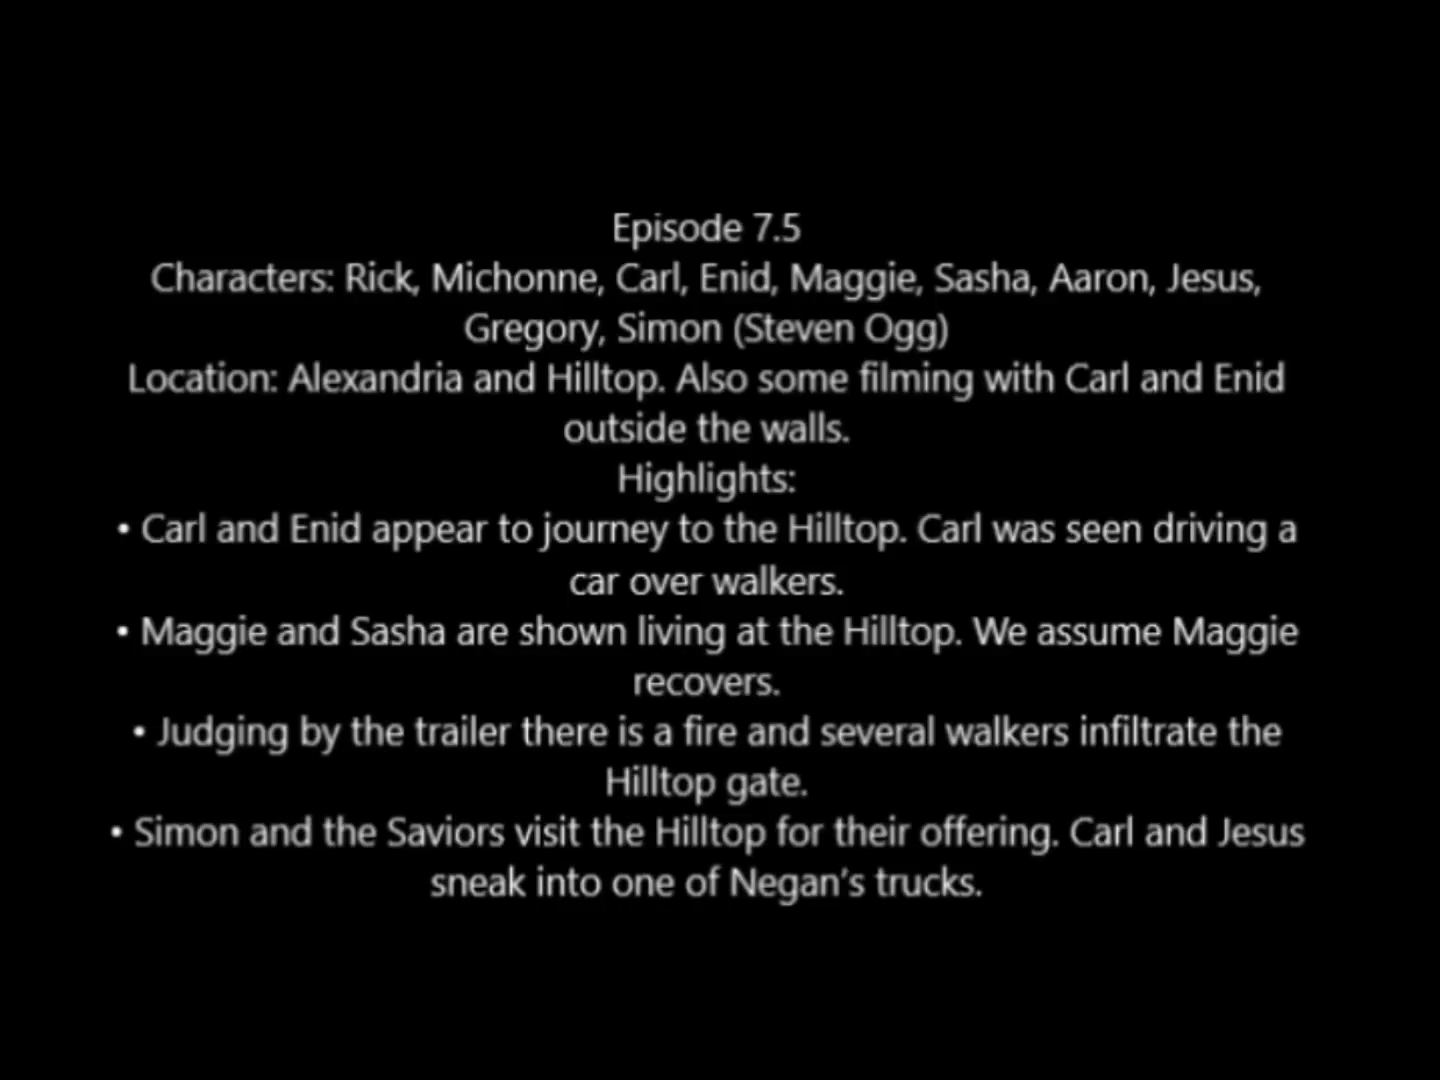 Episode 7.5
Characters: Rick, Michonne, Carl, Enid, Maggie, Sasha, Aaron, Jesus,
Gregory, Simon (Steven Ogg)
Location: Alexandria and Hilltop. Also some filming with Carl and Enid
outside the walls.
Highlights:
• Carl and Enid appear to journey to the Hilltop. Carl was seen driving a
car over walkers.
• Maggie and Sasha are shown living at the Hilltop. We assume Maggie
recovers.
• Judging by the trailer there is a fire and several walkers infiltrate the
Hilltop gate.
• Simon and the Saviors visit the Hilltop for their offering. Carl and Jesus
sneak into one of Negan’s trucks.